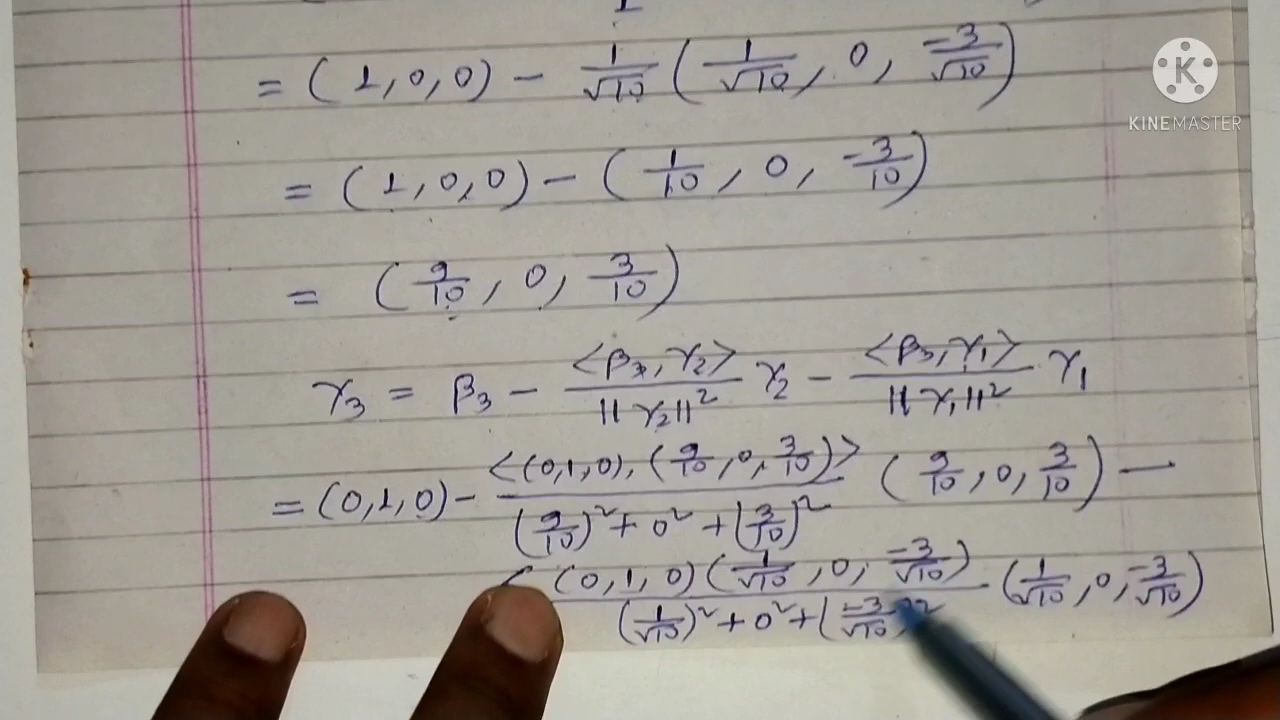 = (1,0,0) - 1/√10 (1/√10, 0, -3/√10)
KINEMASTER
= (1,0,0) - (1/10, 0, -3/10)
= (9/10, 0, 3/10)
γ3 = β3 - <β3,γ2>/||γ2||² γ2 - <β3,γ1>/||γ1||² γ1
= (0,1,0) - <(0,1,0), (9/10, 0, 3/10)>/((9/10)² + 0² + (3/10)²) (9/10, 0, 3/10) -
(0,1,0)(1/√10, 0, -3/√10)/((1/√10)² + 0² + (-3/√10)² (1/√10, 0, -3/√10)